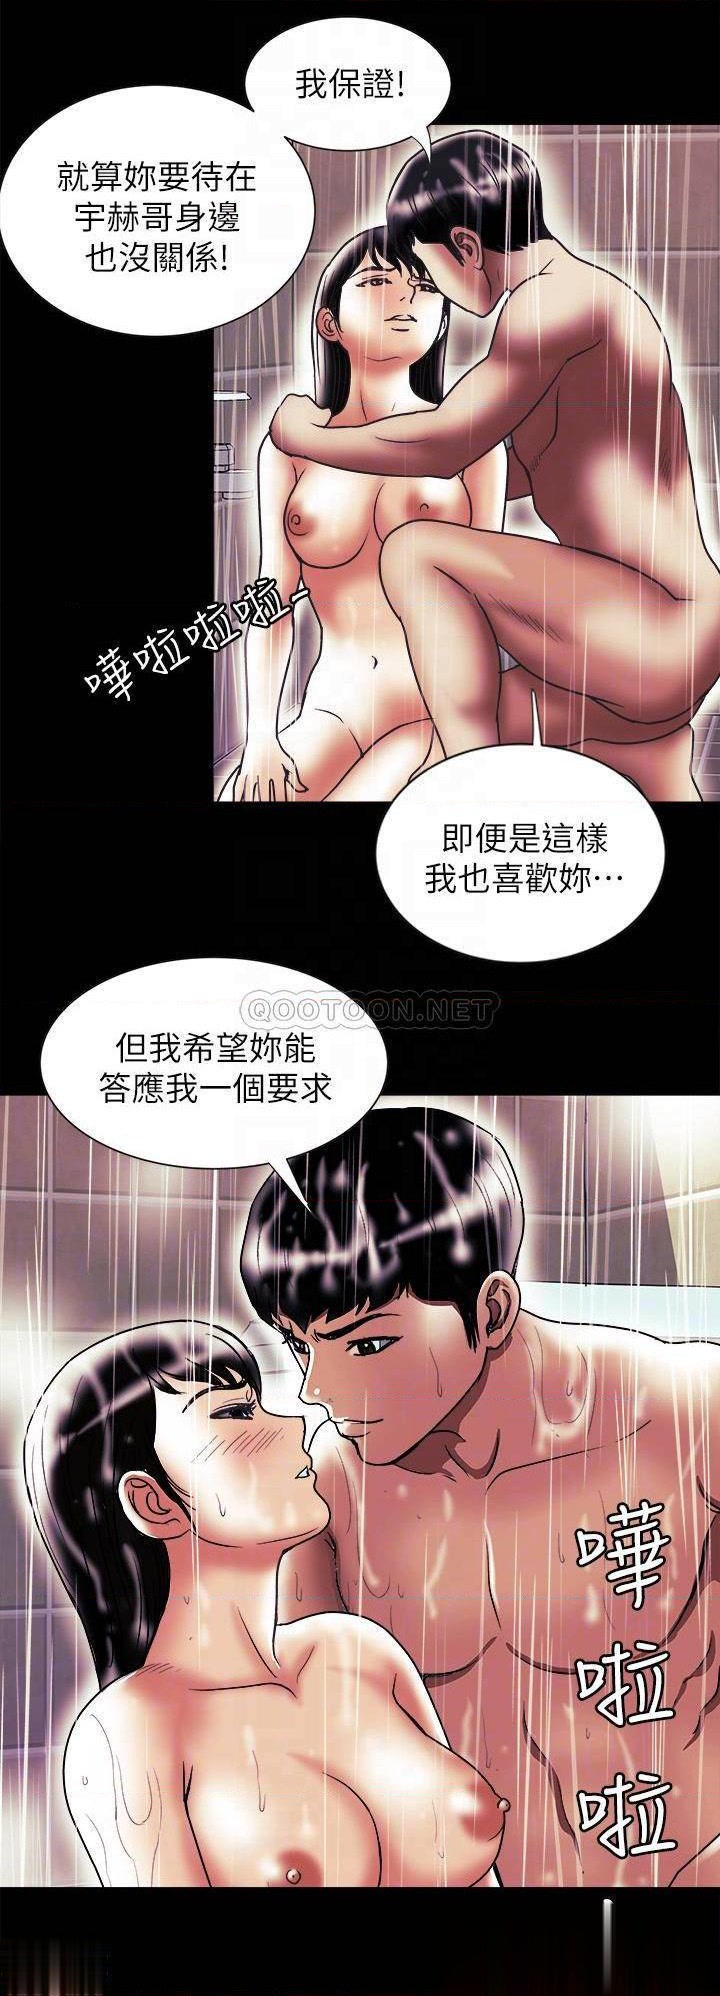 我保證!
就算妳要待在
宇赫哥身邊
也沒關係!
嘩啦啦啦~
即便是這樣
我也喜歡妳…
QOOTOON.NET
但我希望妳能
答應我一個要求
嘩
啦
啦